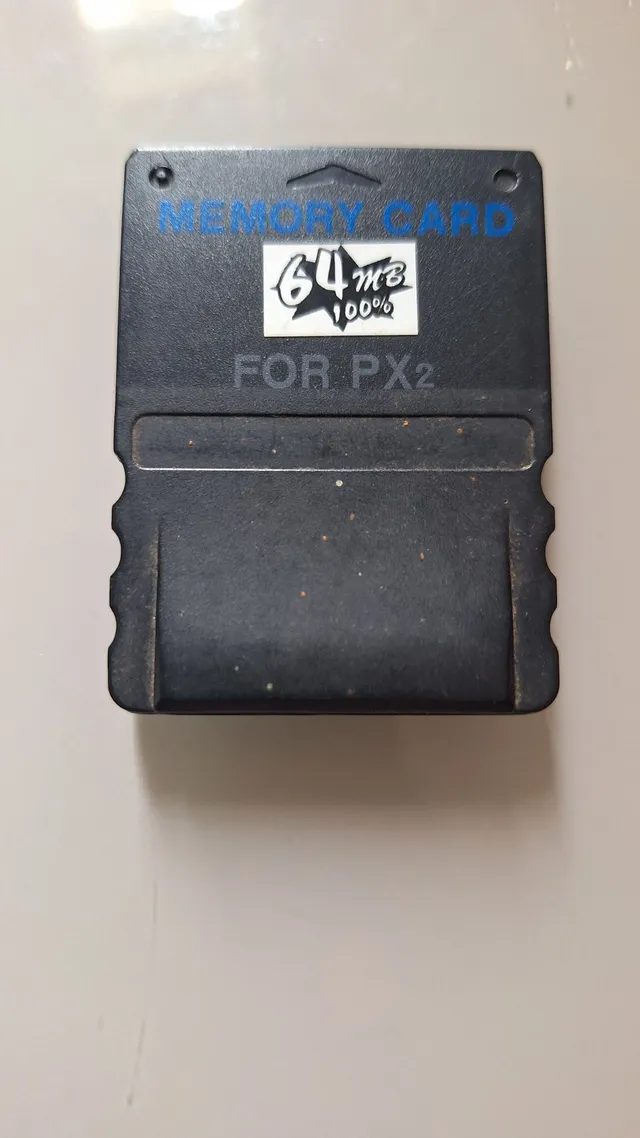 MEMORY CARD
64MB
100%
FOR PX2